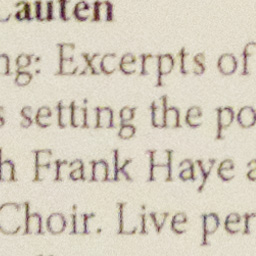 Lauten
ng: Excerpts of
s setting the po
h Frank Haye a
Choir. Live per